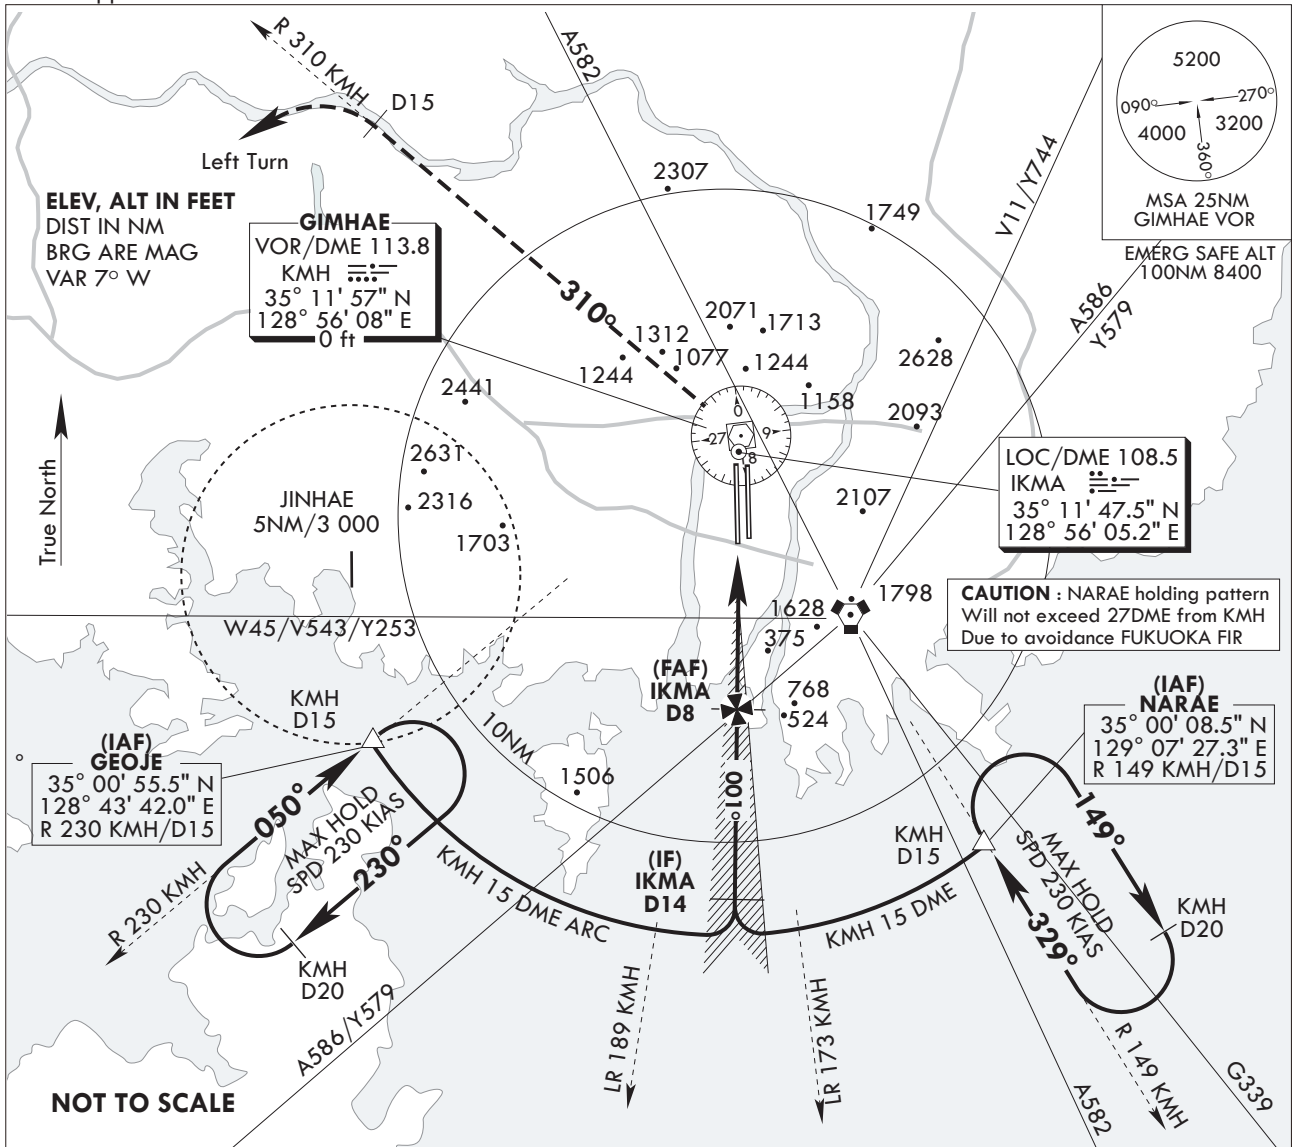 R 310 KMH
D15
Left Turn
A582
5200
090°
270°
4000
3200
360°
MSA 25NM
GIMHAE VOR
EMERG SAFE ALT
100NM 8400
ELEV, ALT IN FEET
DIST IN NM
BRG ARE MAG
VAR 7° W
GIMHAE
VOR/DME 113.8
KMH
35° 11' 57" N
128° 56' 08" E
0 ft
310°
2307
1749
V11/Y744
A586
Y579
2071
1713
1312
1077
1244
1244
1158
2628
2093
2441
2631
2316
1703
0
27
9
18
True North
JINHAE
5NM/3 000
LOC/DME 108.5
IKMA
35° 11' 47.5" N
128° 56' 05.2" E
2107
1798
1628
375
W45/V543/Y253
CAUTION : NARAE holding pattern
Will not exceed 27DME from KMH
Due to avoidance FUKUOKA FIR
(FAF)
IKMA
D8
768
524
KMH
D15
(IAF)
GEOJE
35° 00' 55.5" N
128° 43' 42.0" E
R 230 KMH/D15
(IAF)
NARAE
35° 00' 08.5" N
129° 07' 27.3" E
R 149 KMH/D15
10NM
1506
001°
050°
MAX HOLD
SPD 230 KIAS
230°
R 230 KMH
KMH
D20
KMH 15 DME ARC
(IF)
IKMA
D14
KMH 15 DME
KMH
D15
149°
MAX HOLD
SPD 230 KIAS
329°
KMH
D20
A586/Y579
LR 189 KMH
LR 173 KMH
R 149 KMH
A582
G339
NOT TO SCALE